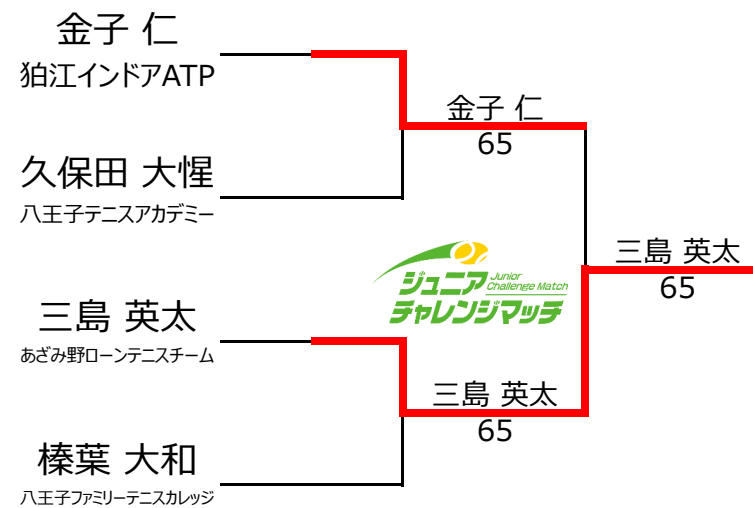 金子 仁
狛江インドアATP
久保田 大惺
八王子テニスアカデミー
三島 英太
あざみ野ローンテニスチーム
榛葉 大和
八王子ファミリーテニスカレッジ
金子 仁
65
三島 英太
65
三島 英太
65
ジュニア
Junior
Challenge Match
チャレンジマッチ